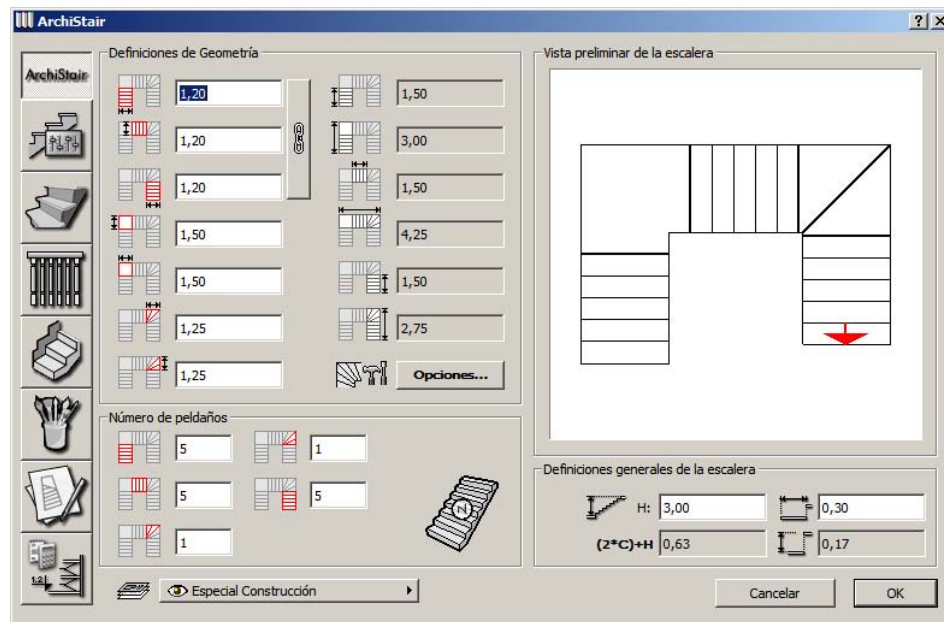 ArchiStair
ArchiStair
Definiciones de Geometría
1,20
1,50
1,20
3,00
1,20
1,50
1,50
4,25
1,50
1,50
1,25
2,75
1,25
Opciones...
Número de peldaños
5
1
5
5
1
Z
Vista preliminar de la escalera
Definiciones generales de la escalera
H: 3,00
0,30
(2*C)+H 0,63
0,17
1.2
Especial Construcción
Cancelar
OK